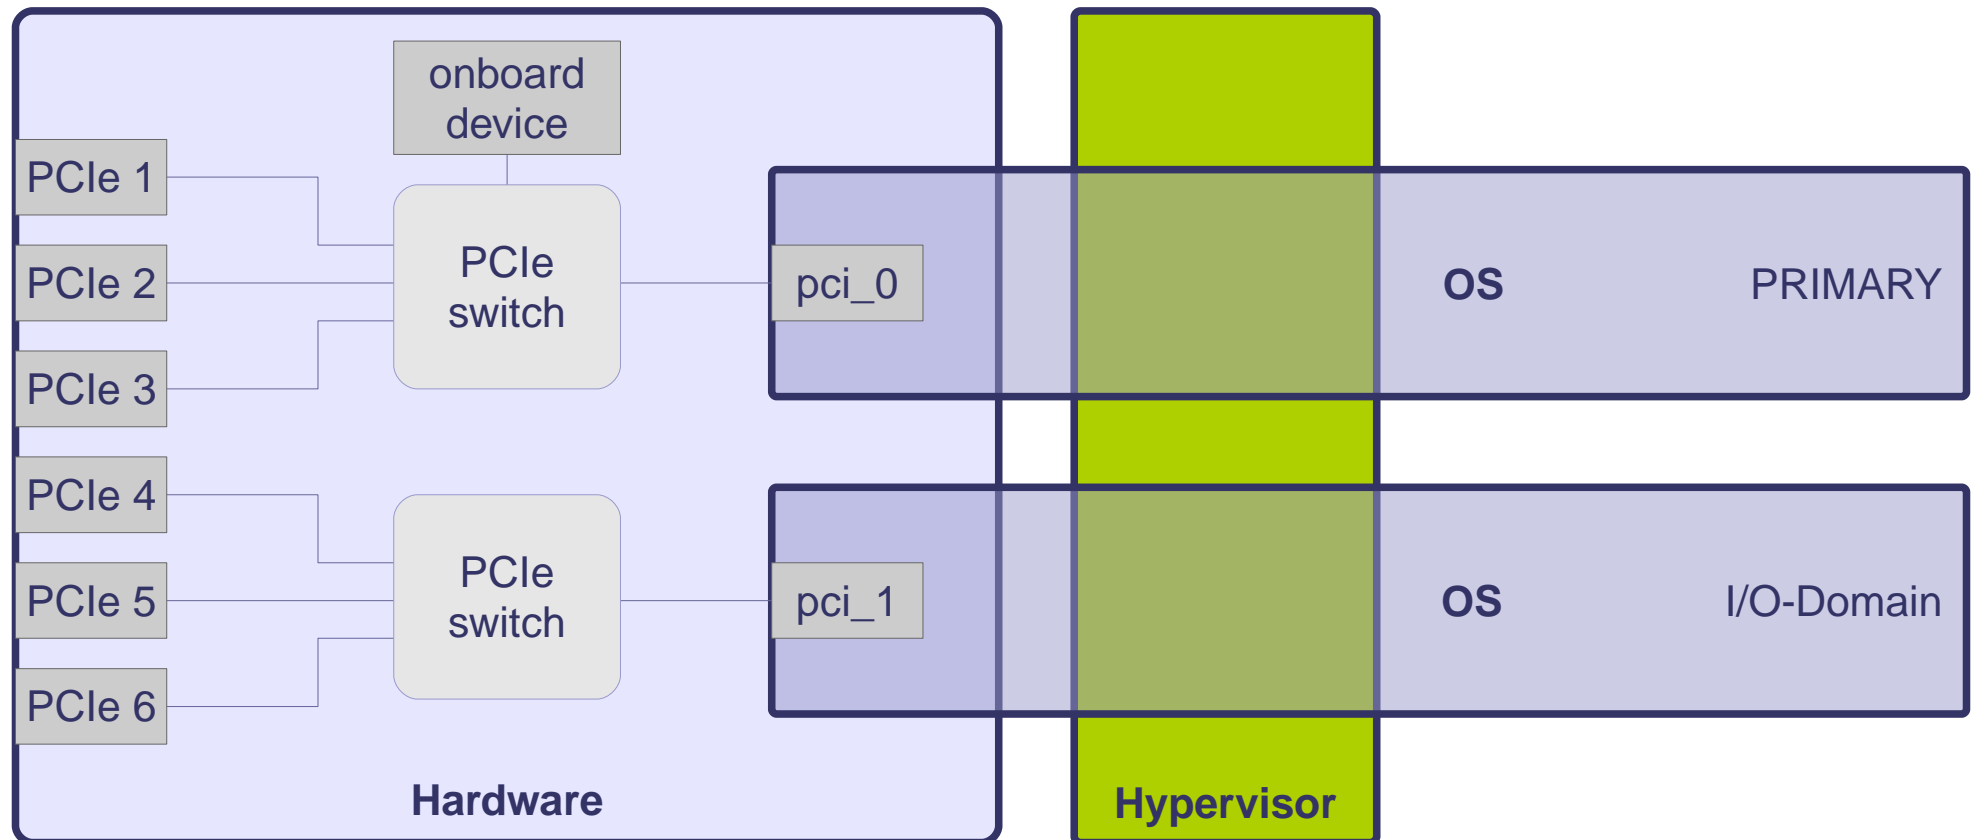 onboard
device
PCIe 1
PCIe 2
PCIe 3
PCIe
switch
pci_0
OS
PRIMARY
PCIe 4
PCIe 5
PCIe 6
PCIe
switch
pci_1
OS
I/O-Domain
Hardware
Hypervisor